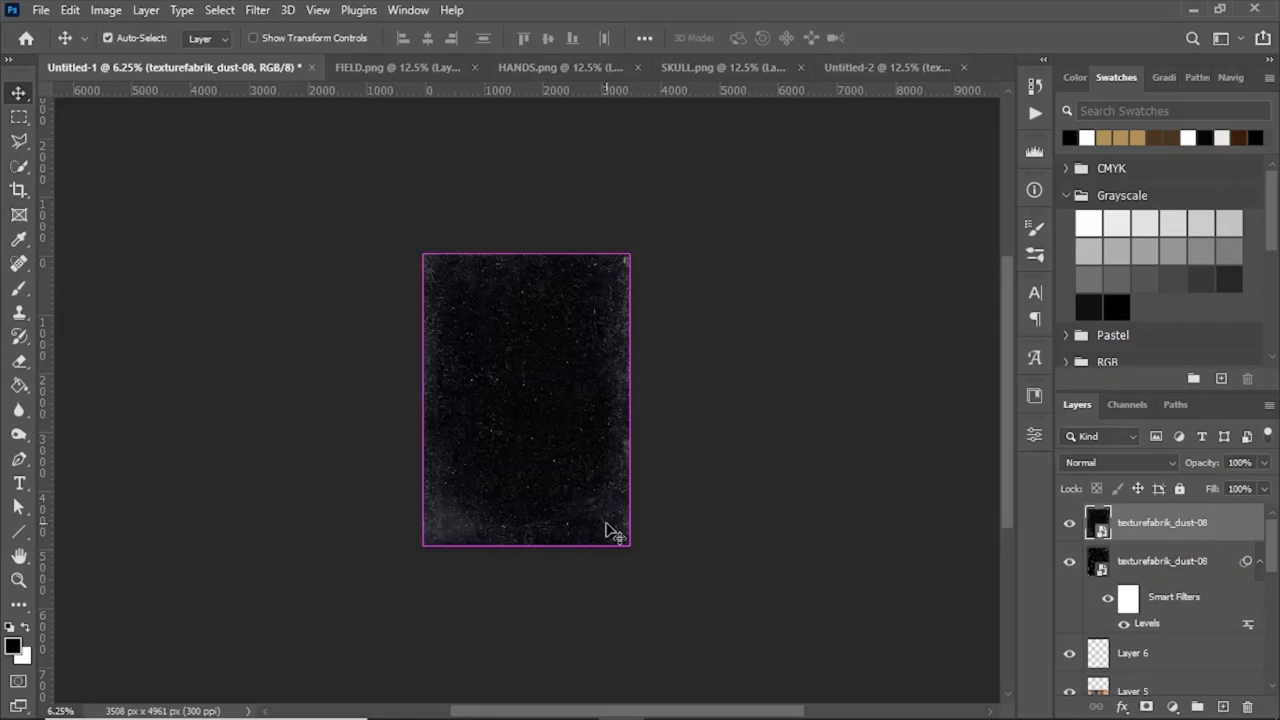 Ps File Edit Image Layer Type Select Filter 3D View Plugins Window Help
Auto-Select: Layer Show Transform Controls 3D Mode:
Untitled-1 @ 6.25% (texturefabrik_dust-08, RGB/8) * FIELD.png @ 12.5% (Lay... HANDS.png @ 12.5% (L... SKULL.png @ 12.5% (La... Untitled-2 @ 12.5% (tex...
6000 5000 4000 3000 2000 1000 0 1000 2000 3000 4000 5000 6000 7000 8000 9000
Color Swatches Gradi Patte Navig
Search Swatches
CMYK
Grayscale
Pastel
RGB
Layers Channels Paths
Kind
Normal Opacity: 100%
Lock: Fill: 100%
texturefabrik_dust-08
texturefabrik_dust-08
Smart Filters
Levels
Layer 6
Layer 5
6.25% 3508 px x 4961 px (300 ppi)